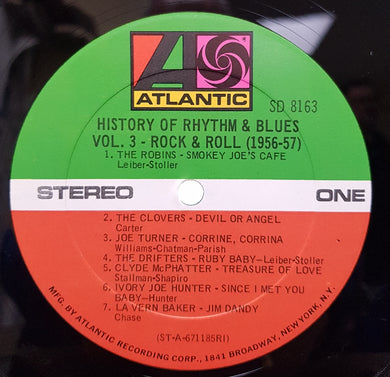 ATLANTIC
SD 8163
HISTORY OF RHYTHM & BLUES
VOL. 3 - ROCK & ROLL (1956-57)
1. THE ROBINS - SMOKEY JOE'S CAFE
Leiber-Stoller
STEREO ONE
2. THE CLOVERS - DEVIL OR ANGEL
Carter
3. JOE TURNER - CORRINE, CORRINA
Williams-Chatman-Parish
4. THE DRIFTERS - RUBY BABY-Leiber-Stoller
5. CLYDE McPHATTER - TREASURE OF LOVE
Stallman-Shapiro
6. IVORY JOE HUNTER - SINCE I MET YOU
BABY-Hunter
7. LA VERN BAKER - JIM DANDY
Chase
(ST-A-671185RI)
MFG. BY ATLANTIC RECORDING CORP., 1841 BROADWAY, NEW YORK, N.Y.